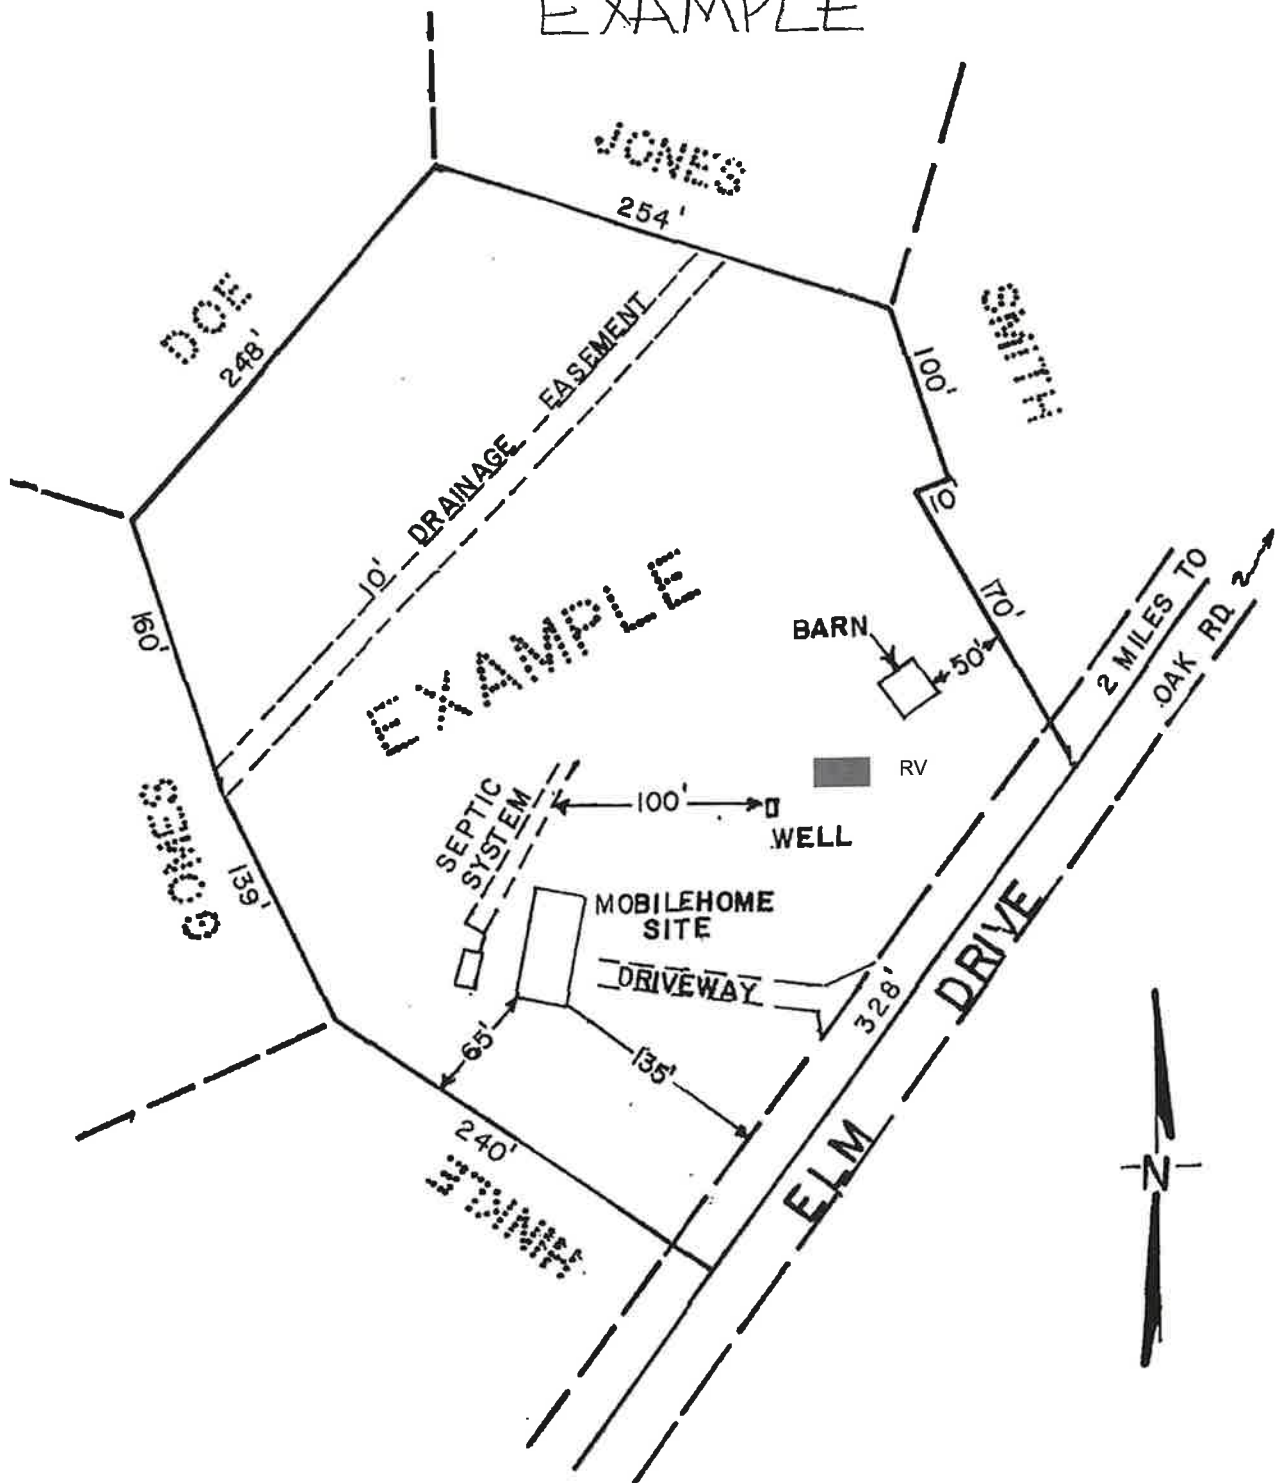 EXAMPLE
JONES
254'
DOE
248'
SMITH
100'
10
170'
DRAINAGE EASEMENT
10'
160'
EXAMPLE
BARN
50'
2 MILES TO
OAK RD.
RV
SEPTIC
SYSTEM
100'
WELL
GOMES
139'
MOBILEHOME
SITE
DRIVEWAY
328'
ELM DRIVE
65'
135'
240'
HINKLE
N